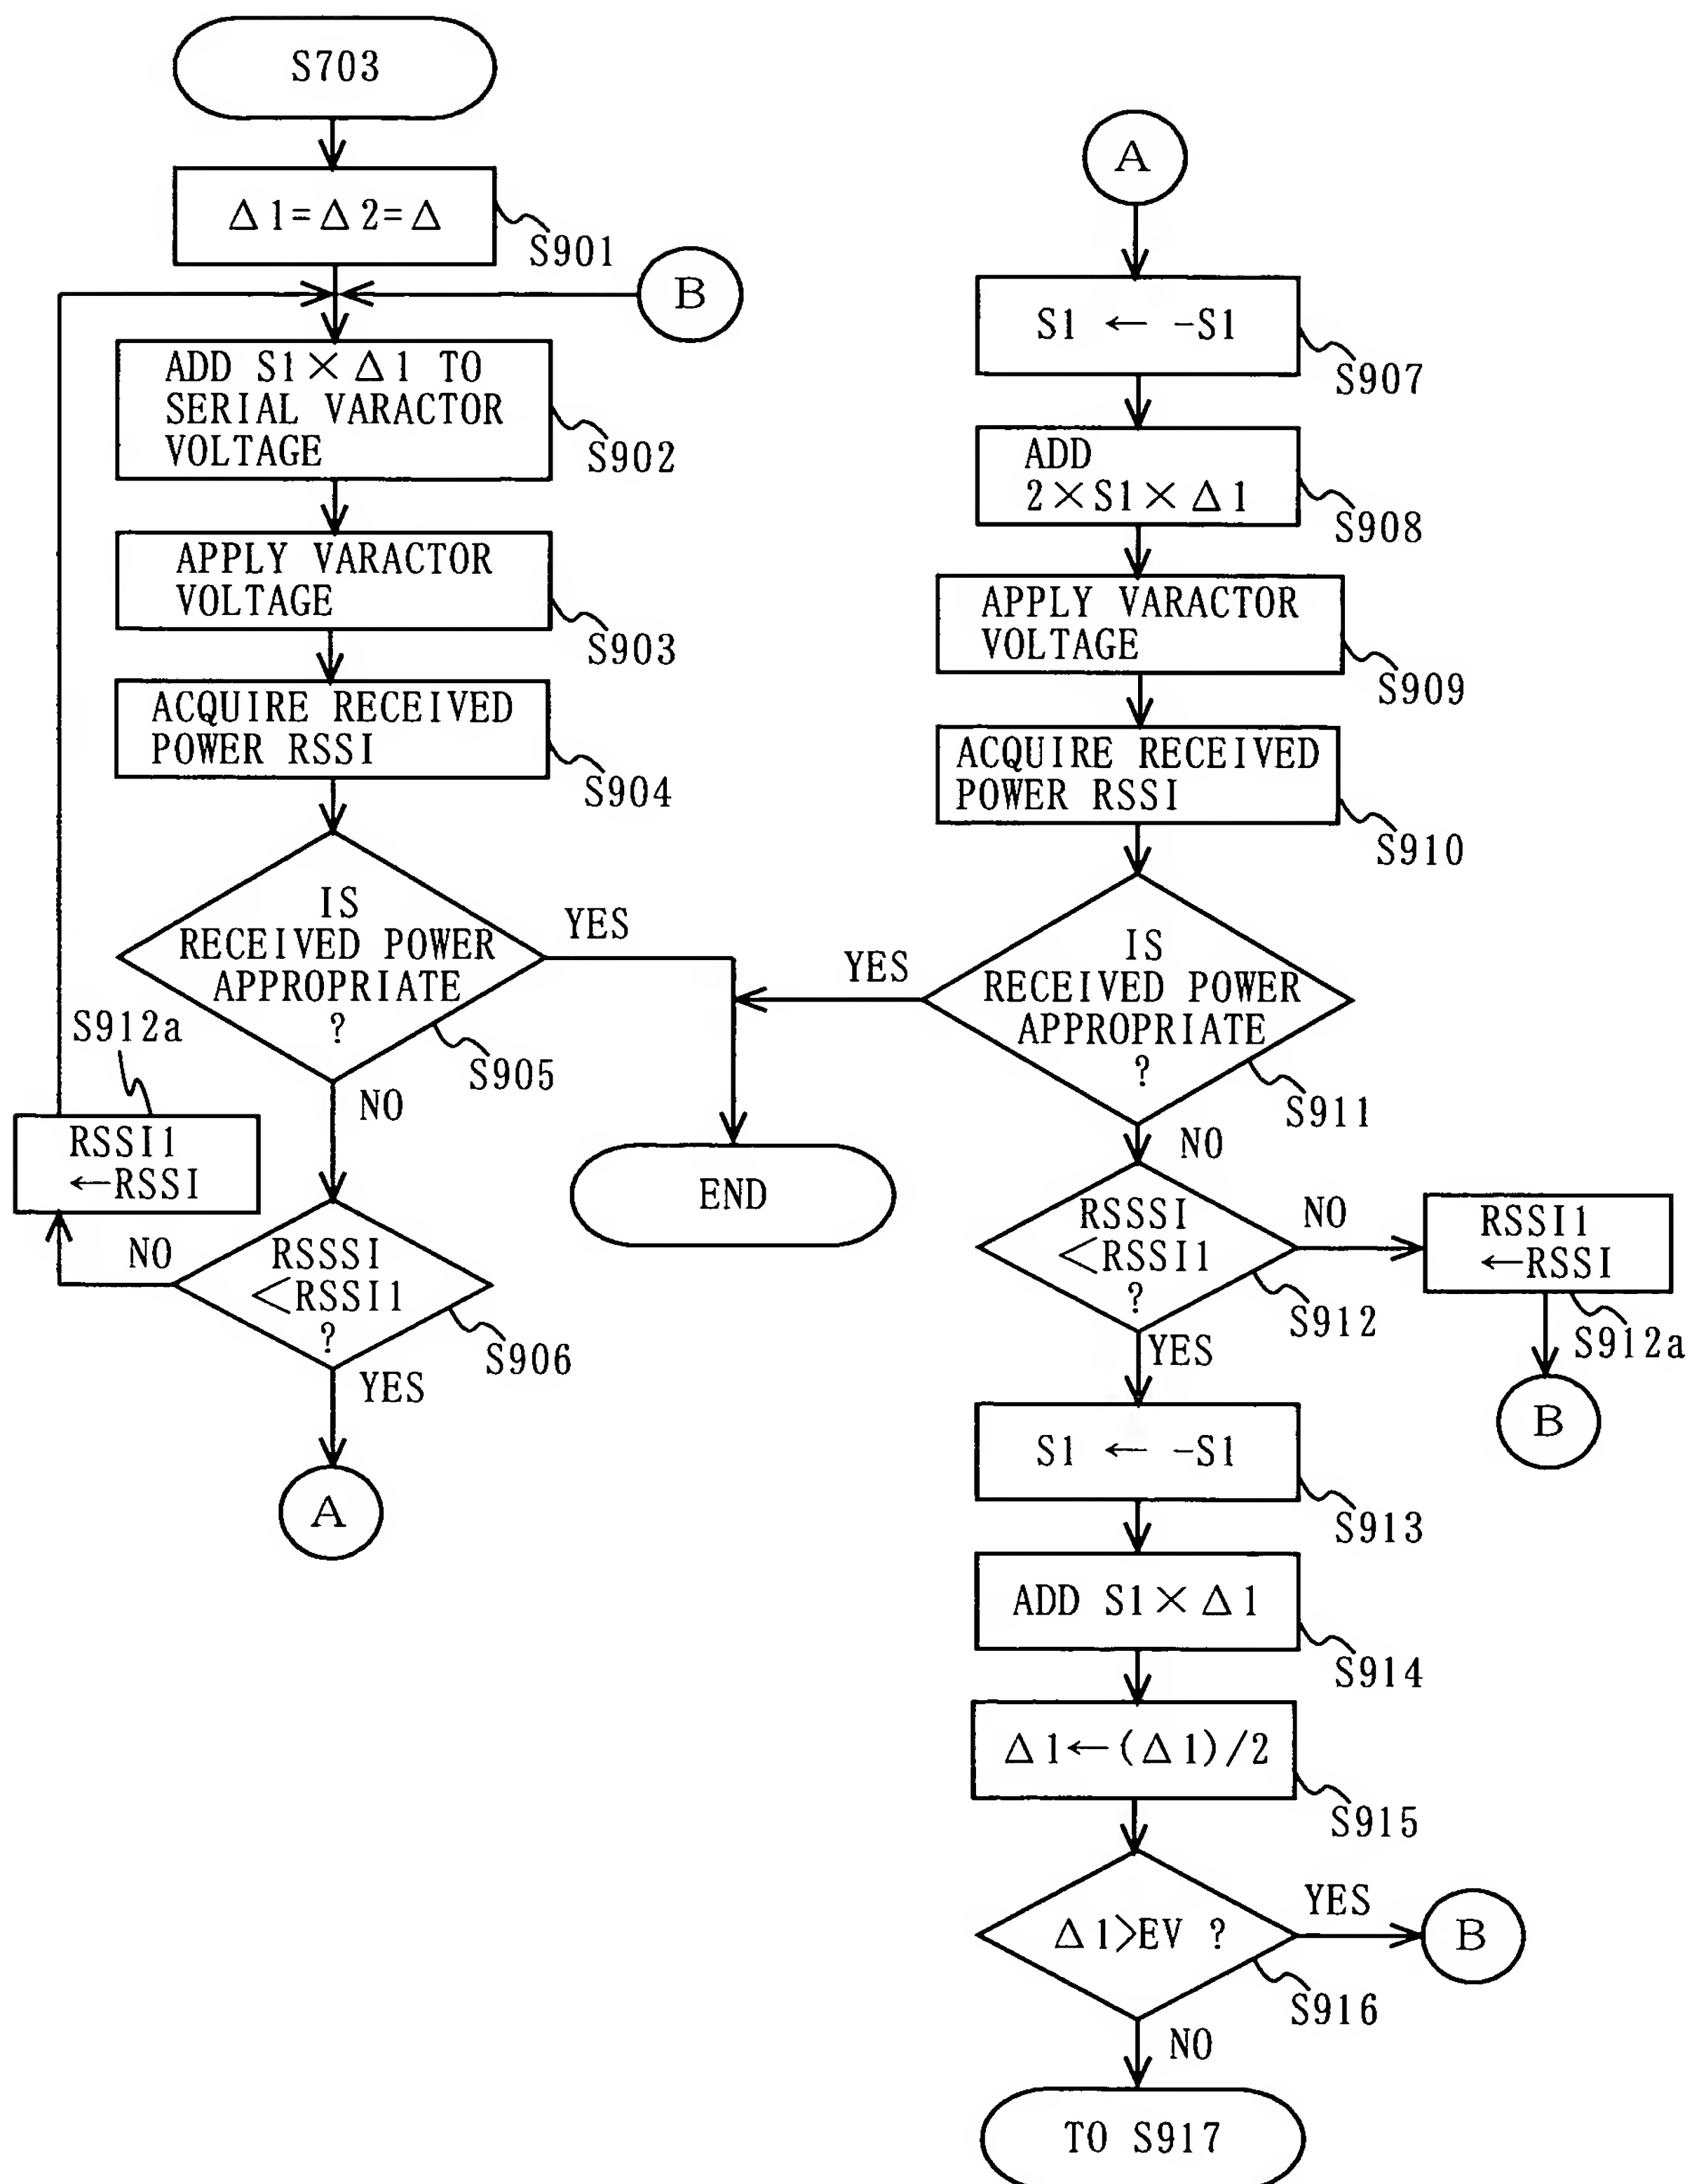 S703
Δ1=Δ2=Δ
S901
B
ADD S1×Δ1 TO
SERIAL VARACTOR
VOLTAGE
S902
APPLY VARACTOR
VOLTAGE
S903
ACQUIRE RECEIVED
POWER RSSI
S904
IS
RECEIVED POWER
APPROPRIATE
?
YES
S905
NO
S912a
RSSI1
←RSSI
NO
RSSSI
<RSSI1
?
S906
YES
A
END
A
S1 ← -S1
S907
ADD
2×S1×Δ1
S908
APPLY VARACTOR
VOLTAGE
S909
ACQUIRE RECEIVED
POWER RSSI
S910
IS
RECEIVED POWER
APPROPRIATE
?
YES
S911
NO
RSSSI
<RSSI1
?
NO
S912
RSSI1
←RSSI
S912a
B
YES
S1 ← -S1
S913
ADD S1×Δ1
S914
Δ1←(Δ1)/2
S915
Δ1>EV ?
YES
B
S916
NO
TO S917